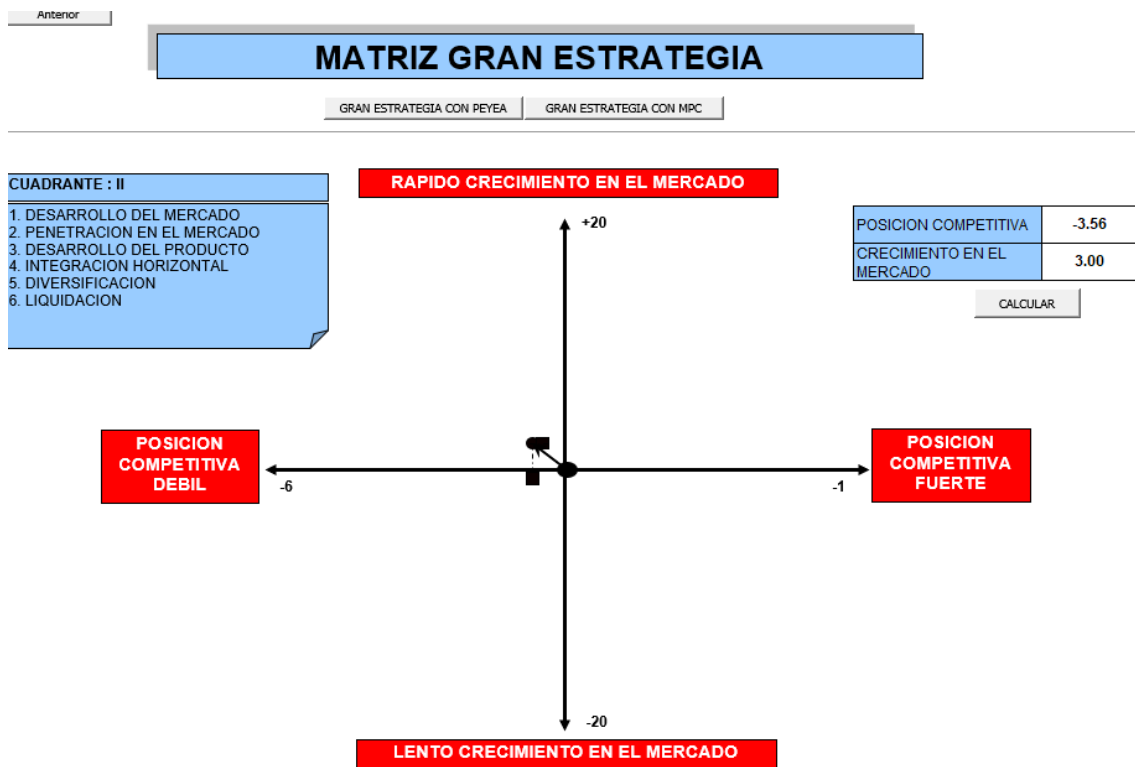 Anterior
MATRIZ GRAN ESTRATEGIA
GRAN ESTRATEGIA CON PEYEA
GRAN ESTRATEGIA CON MPC
CUADRANTE : II
1. DESARROLLO DEL MERCADO
2. PENETRACION EN EL MERCADO
3. DESARROLLO DEL PRODUCTO
4. INTEGRACION HORIZONTAL
5. DIVERSIFICACION
6. LIQUIDACION
RAPIDO CRECIMIENTO EN EL MERCADO
+20
POSICION COMPETITIVA
-3.56
CRECIMIENTO EN EL
MERCADO
3.00
CALCULAR
POSICION
COMPETITIVA
DEBIL
-6
-1
POSICION
COMPETITIVA
FUERTE
-20
LENTO CRECIMIENTO EN EL MERCADO